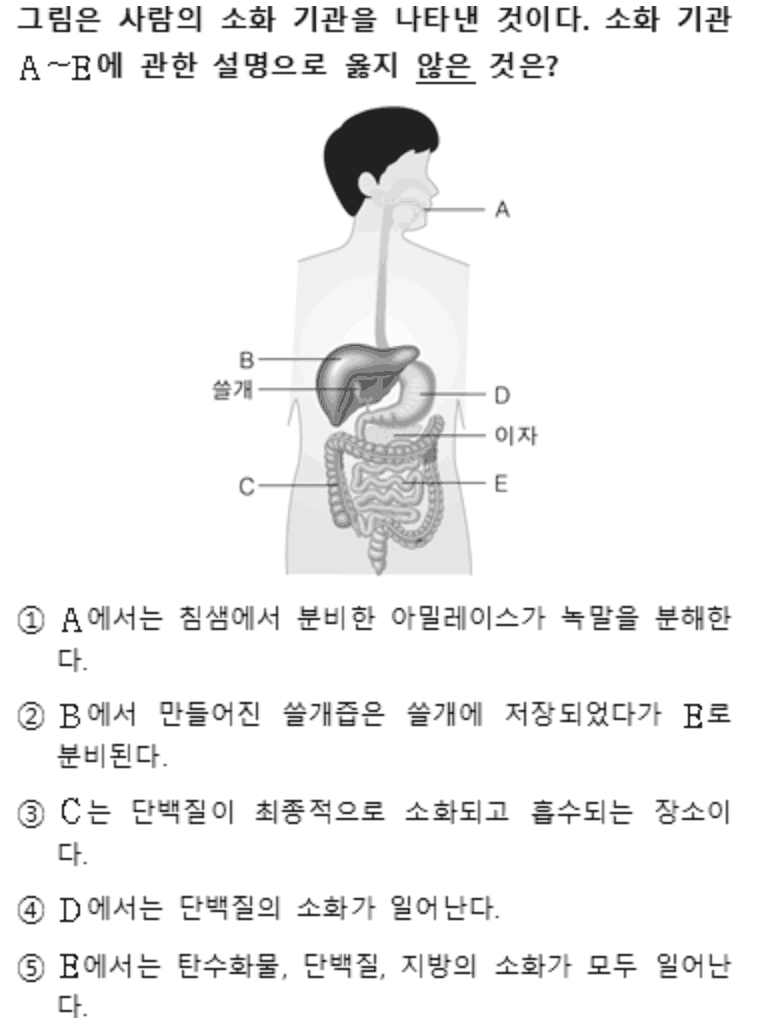 그림은 사람의 소화 기관을 나타낸 것이다. 소화 기관
A~E에 관한 설명으로 옳지 않은 것은?
A
B
쓸개
D
이자
C
E
① A에서는 침샘에서 분비한 아밀레이스가 녹말을 분해한
다.
② B에서 만들어진 쓸개즙은 쓸개에 저장되었다가 E로
분비된다.
③ C는 단백질이 최종적으로 소화되고 흡수되는 장소이
다.
④ D에서는 단백질의 소화가 일어난다.
⑤ E에서는 탄수화물, 단백질, 지방의 소화가 모두 일어난
다.